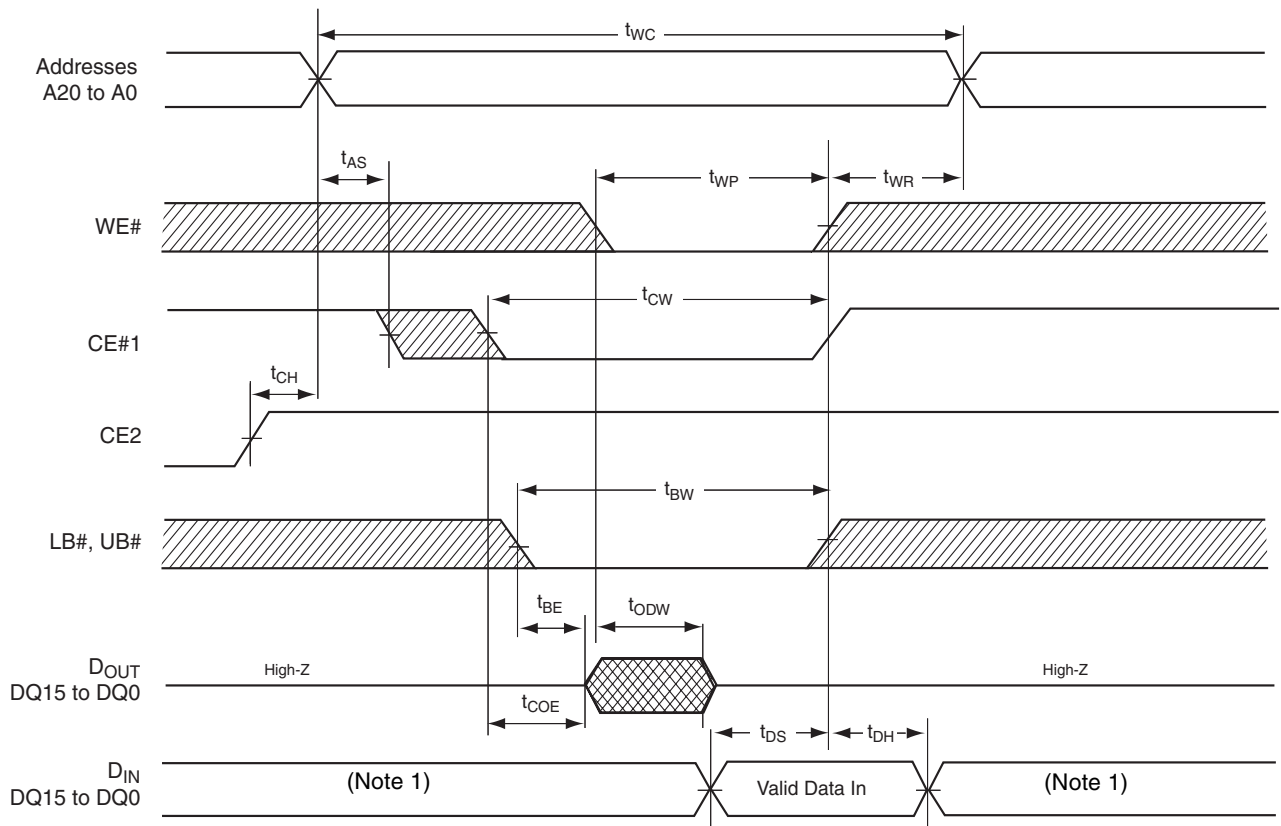 tWC
Addresses
A20 to A0
tAS
tWP
tWR
WE#
tCW
CE#1
tCH
CE2
tBW
LB#, UB#
tBE
tODW
DOUT
DQ15 to DQ0
High-Z
High-Z
tCOE
tDS
tDH
DIN
DQ15 to DQ0
(Note 1)
Valid Data In
(Note 1)